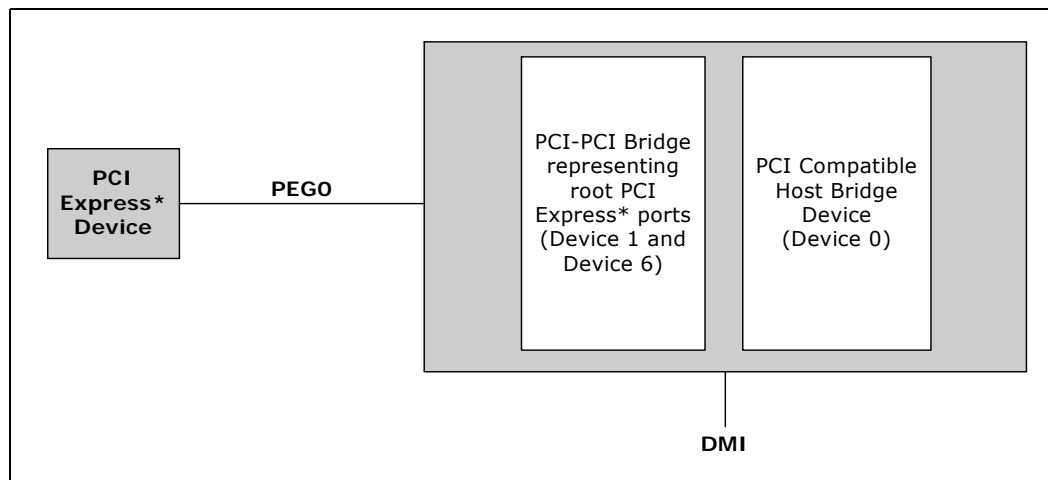 PCI
Express*
Device
PEG0
PCI-PCI Bridge
representing
root PCI
Express* ports
(Device 1 and
Device 6)
PCI Compatible
Host Bridge
Device
(Device 0)
DMI